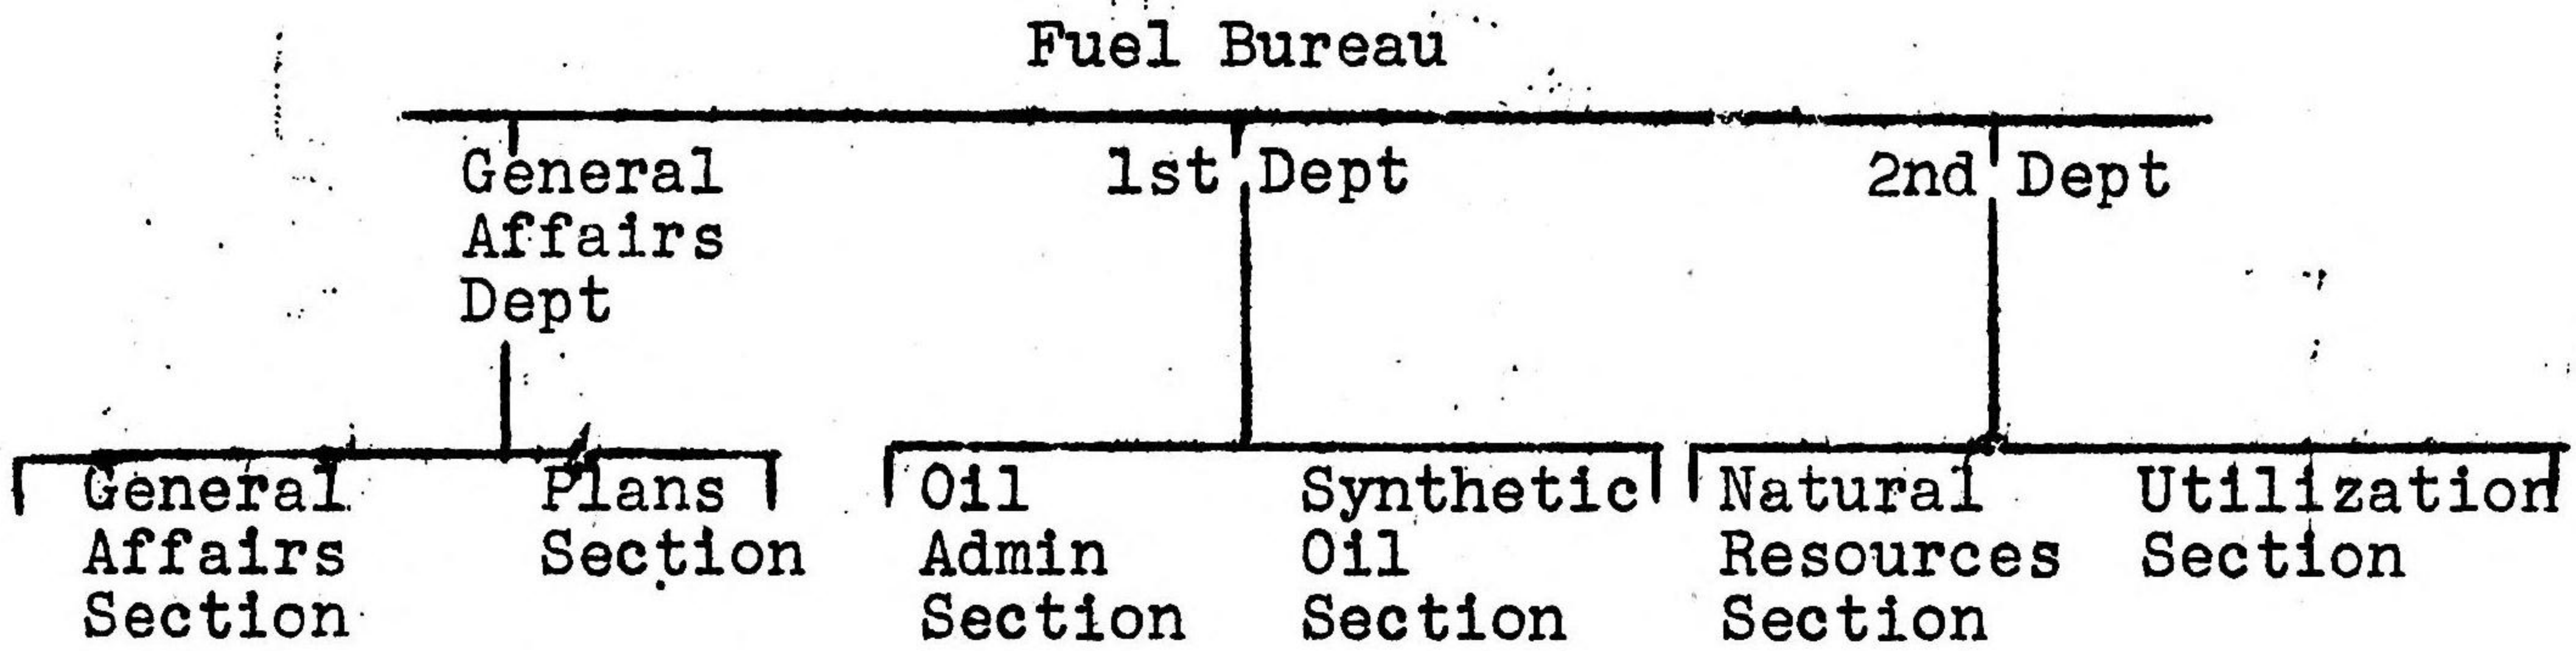 Fuel Bureau
General
Affairs
Dept
1st Dept
2nd Dept
General
Affairs
Section
Plans
Section
Oil
Admin
Section
Synthetic
Oil
Section
Natural
Resources
Section
Utilization
Section